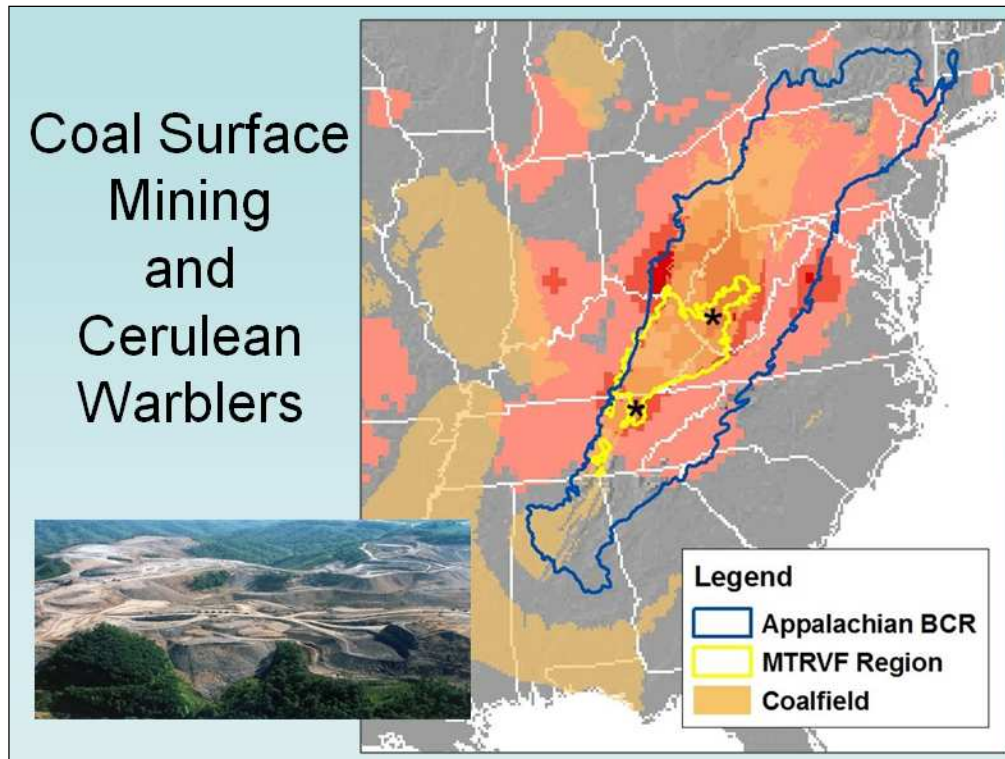 Coal Surface
Mining
and
Cerulean
Warblers
*
*
Legend
Appalachian BCR
MTRVF Region
Coalfield